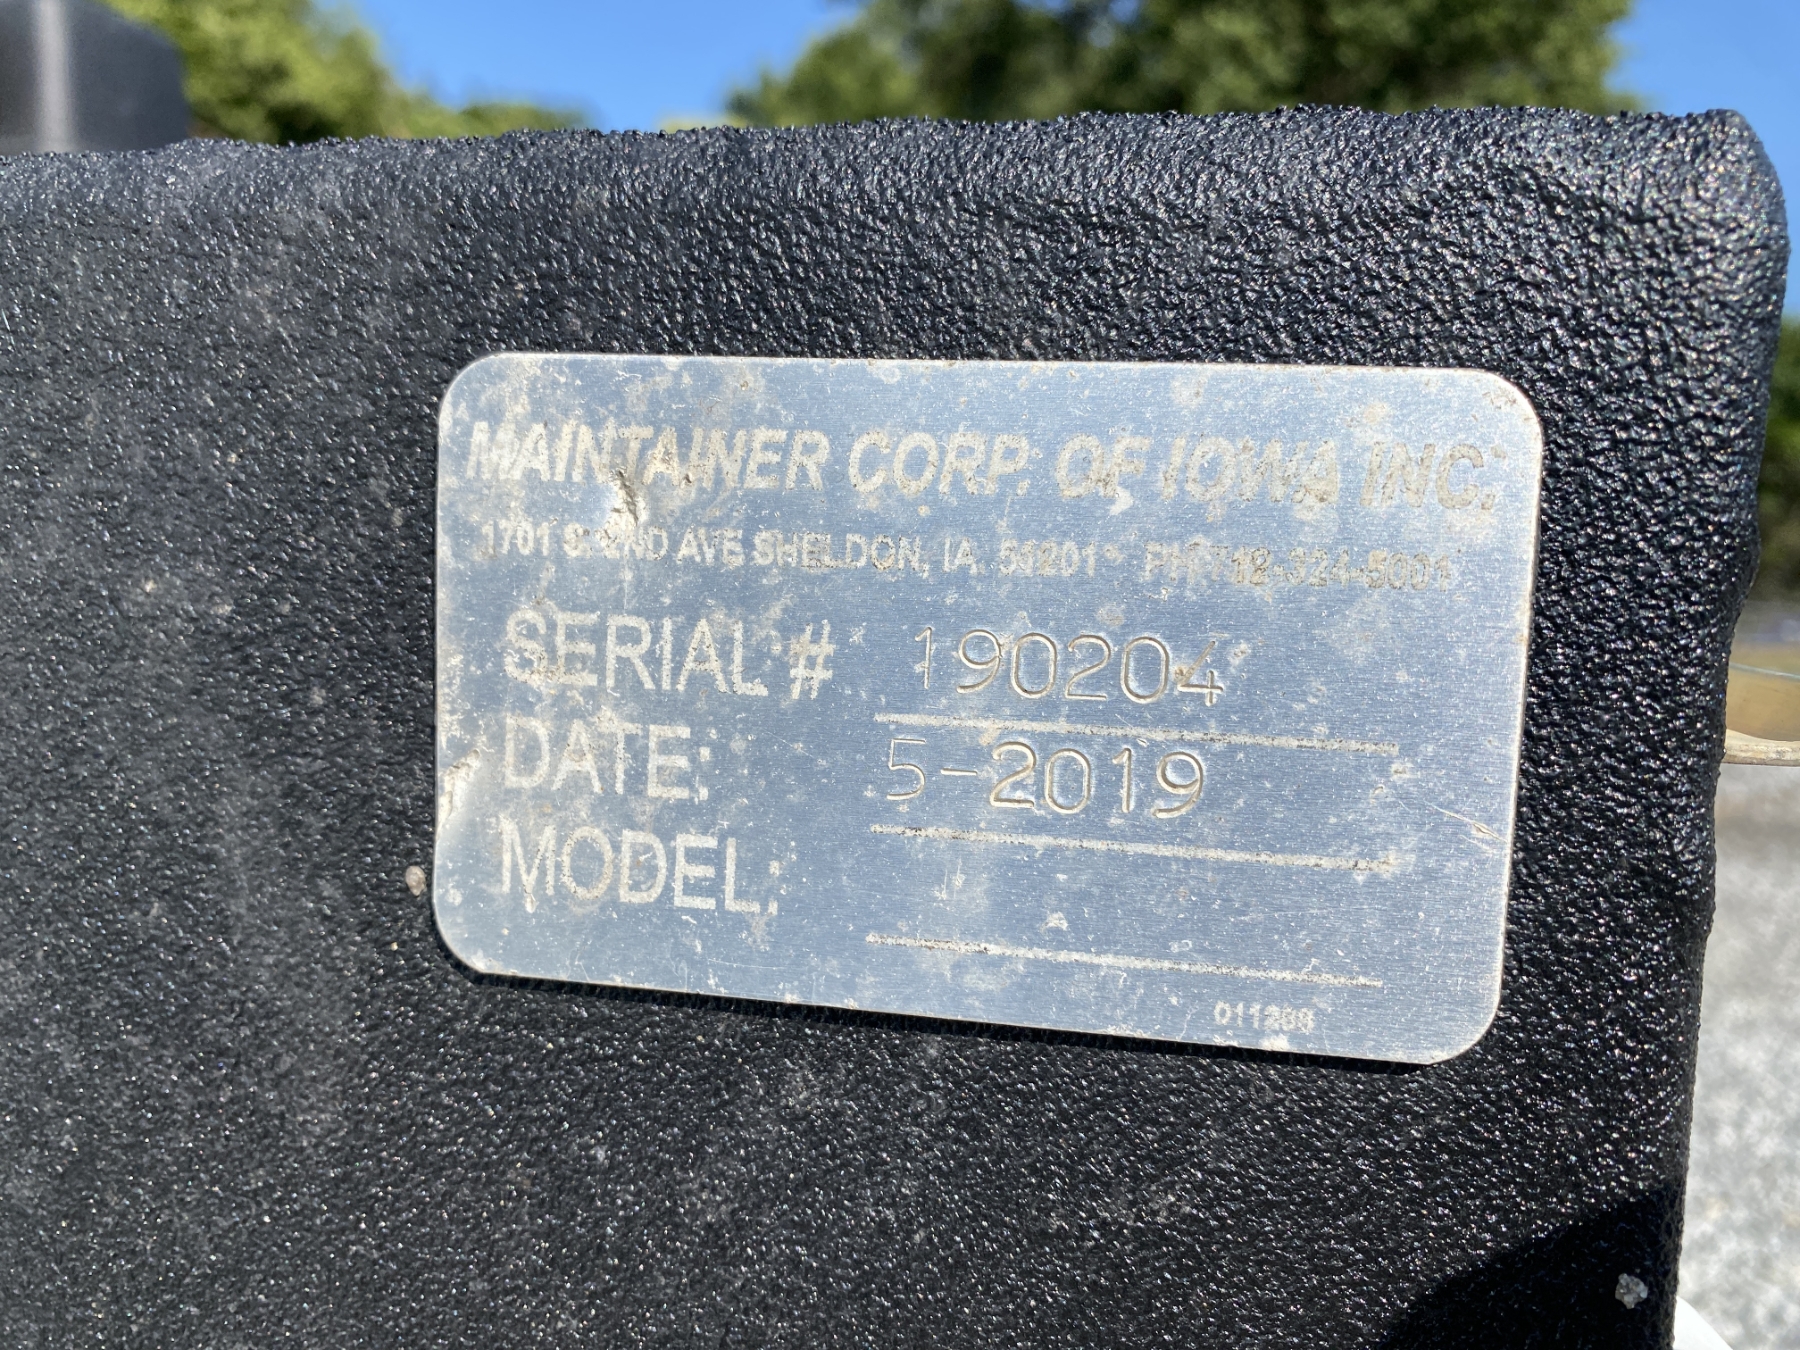 MAINTAINER CORP. OF IOWA INC.
1701 S. 2ND AVE SHELDON, IA. 51201 PH 712-324-5001
SERIAL # 190204
DATE: 5-2019
MODEL: